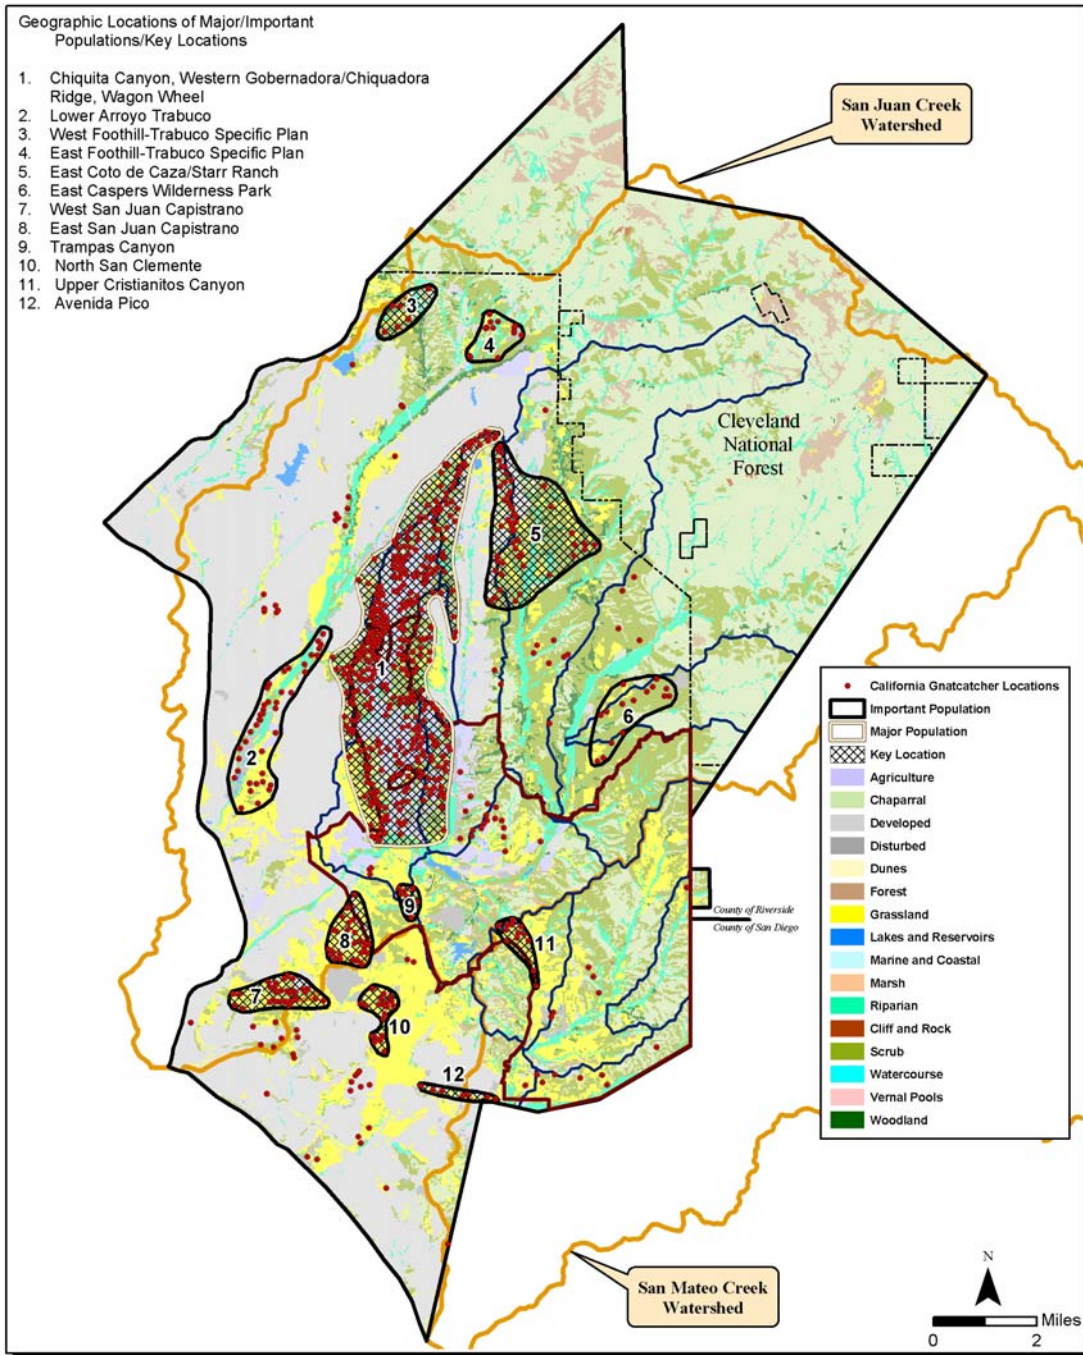 Geographic Locations of Major/Important
Populations/Key Locations
1. Chiquita Canyon, Western Gobernadora/Chiquadora
Ridge, Wagon Wheel
2. Lower Arroyo Trabuco
3. West Foothill-Trabuco Specific Plan
4. East Foothill-Trabuco Specific Plan
5. East Coto de Caza/Starr Ranch
6. East Caspers Wilderness Park
7. West San Juan Capistrano
8. East San Juan Capistrano
9. Trampas Canyon
10. North San Clemente
11. Upper Cristianitos Canyon
12. Avenida Pico
San Juan Creek
Watershed
3
4
Cleveland
National
Forest
5
1
6
2
9
8
11
7
10
12
County of Riverside
County of San Diego
California Gnatcatcher Locations
Important Population
Major Population
Key Location
Agriculture
Chaparral
Developed
Disturbed
Dunes
Forest
Grassland
Lakes and Reservoirs
Marine and Coastal
Marsh
Riparian
Cliff and Rock
Scrub
Watercourse
Vernal Pools
Woodland
San Mateo Creek
Watershed
N
Miles
0 2